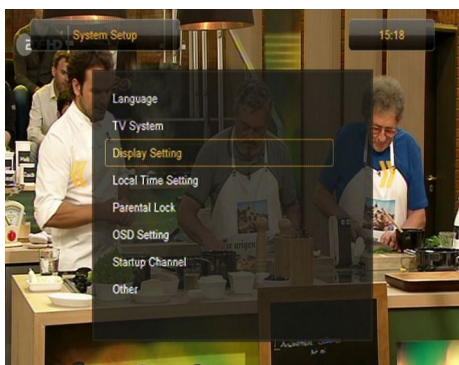 System Setup
15:18
Language
TV System
Display Setting
Local Time Setting
Parental Lock
OSD Setting
Startup Channel
Other